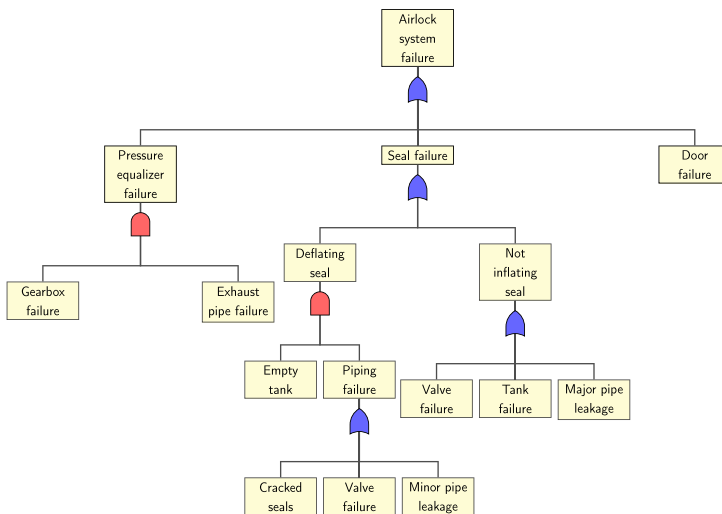 Airlock
system
failure
Pressure
equalizer
failure
Seal failure
Door
failure
Deflating
seal
Not
inflating
seal
Gearbox
failure
Exhaust
pipe failure
Empty
tank
Piping
failure
Valve
failure
Tank
failure
Major pipe
leakage
Cracked
seals
Valve
failure
Minor pipe
leakage